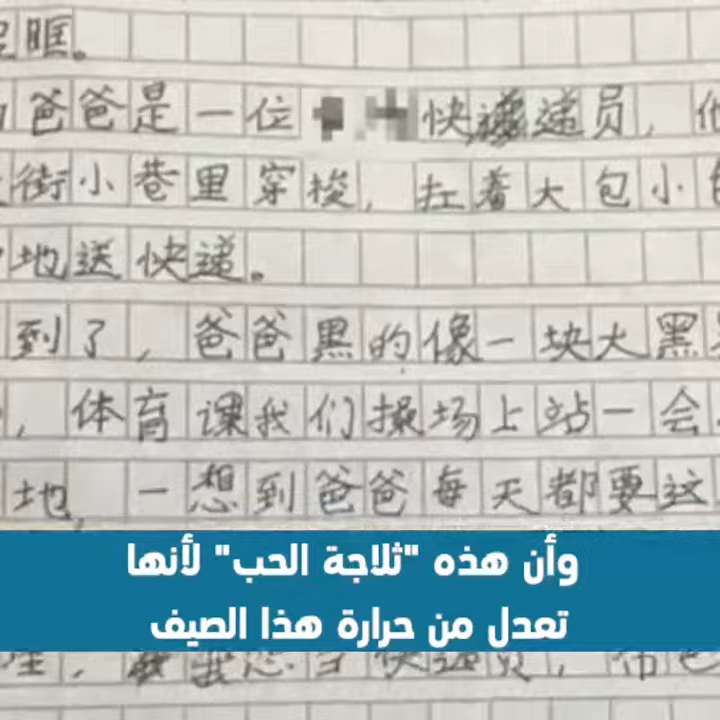 眶。
爸爸是一位 快递递员，
街小巷里穿梭，扛着大包小
地送快递。
到了，爸爸黑的像一块大黑
，体育课我们操场上站一会
地，一想到爸爸每天都要这
وأن هذه "ثلاجة الحب" لأنها
تعدل من حرارة هذا الصيف